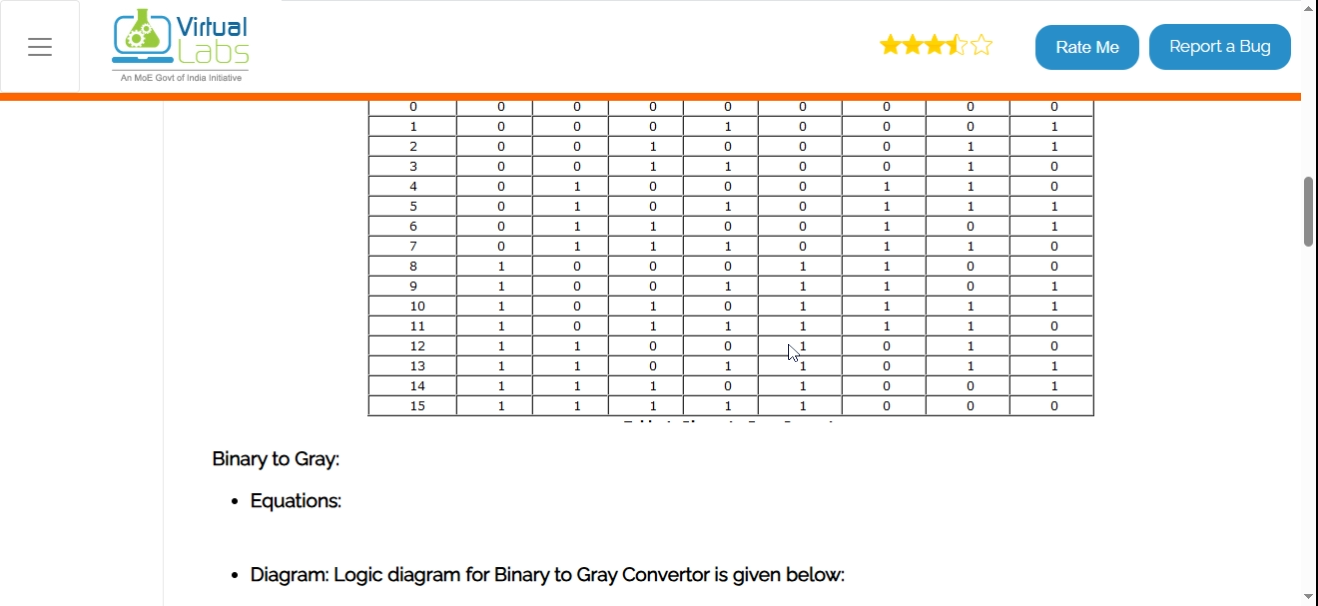 Virtual
Labs
An MoE Govt of India Initiative
Rate Me
Report a Bug
0 0 0 0 0 0 0 0 0
1 0 0 0 1 0 0 0 1
2 0 0 1 0 0 0 1 1
3 0 0 1 1 0 0 1 0
4 0 1 0 0 0 1 1 0
5 0 1 0 1 0 1 1 1
6 0 1 1 0 0 1 0 1
7 0 1 1 1 0 1 1 0
8 1 0 0 0 1 1 0 0
9 1 0 0 1 1 1 0 1
10 1 0 1 0 1 1 1 1
11 1 0 1 1 1 1 1 0
12 1 1 0 0 1 0 1 0
13 1 1 0 1 1 0 1 1
14 1 1 1 0 1 0 0 1
15 1 1 1 1 1 0 0 0
Binary to Gray:
• Equations:
• Diagram: Logic diagram for Binary to Gray Convertor is given below: